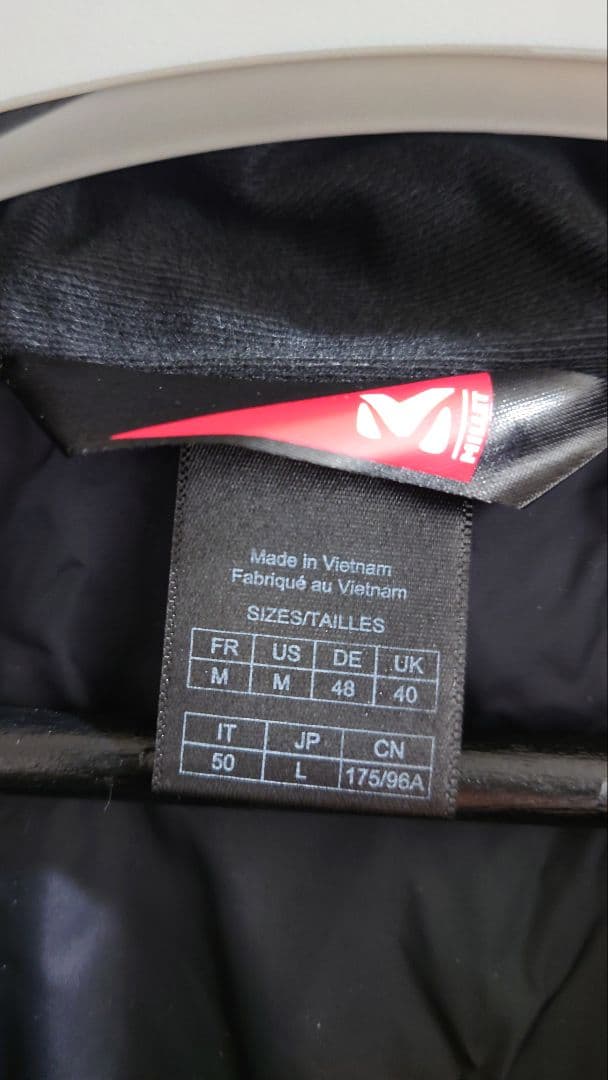 MILLET
Made in Vietnam
Fabriqué au Vietnam
SIZES/TAILLES
FR US DE UK
M M 48 40
IT JP CN
50 L 175/96A